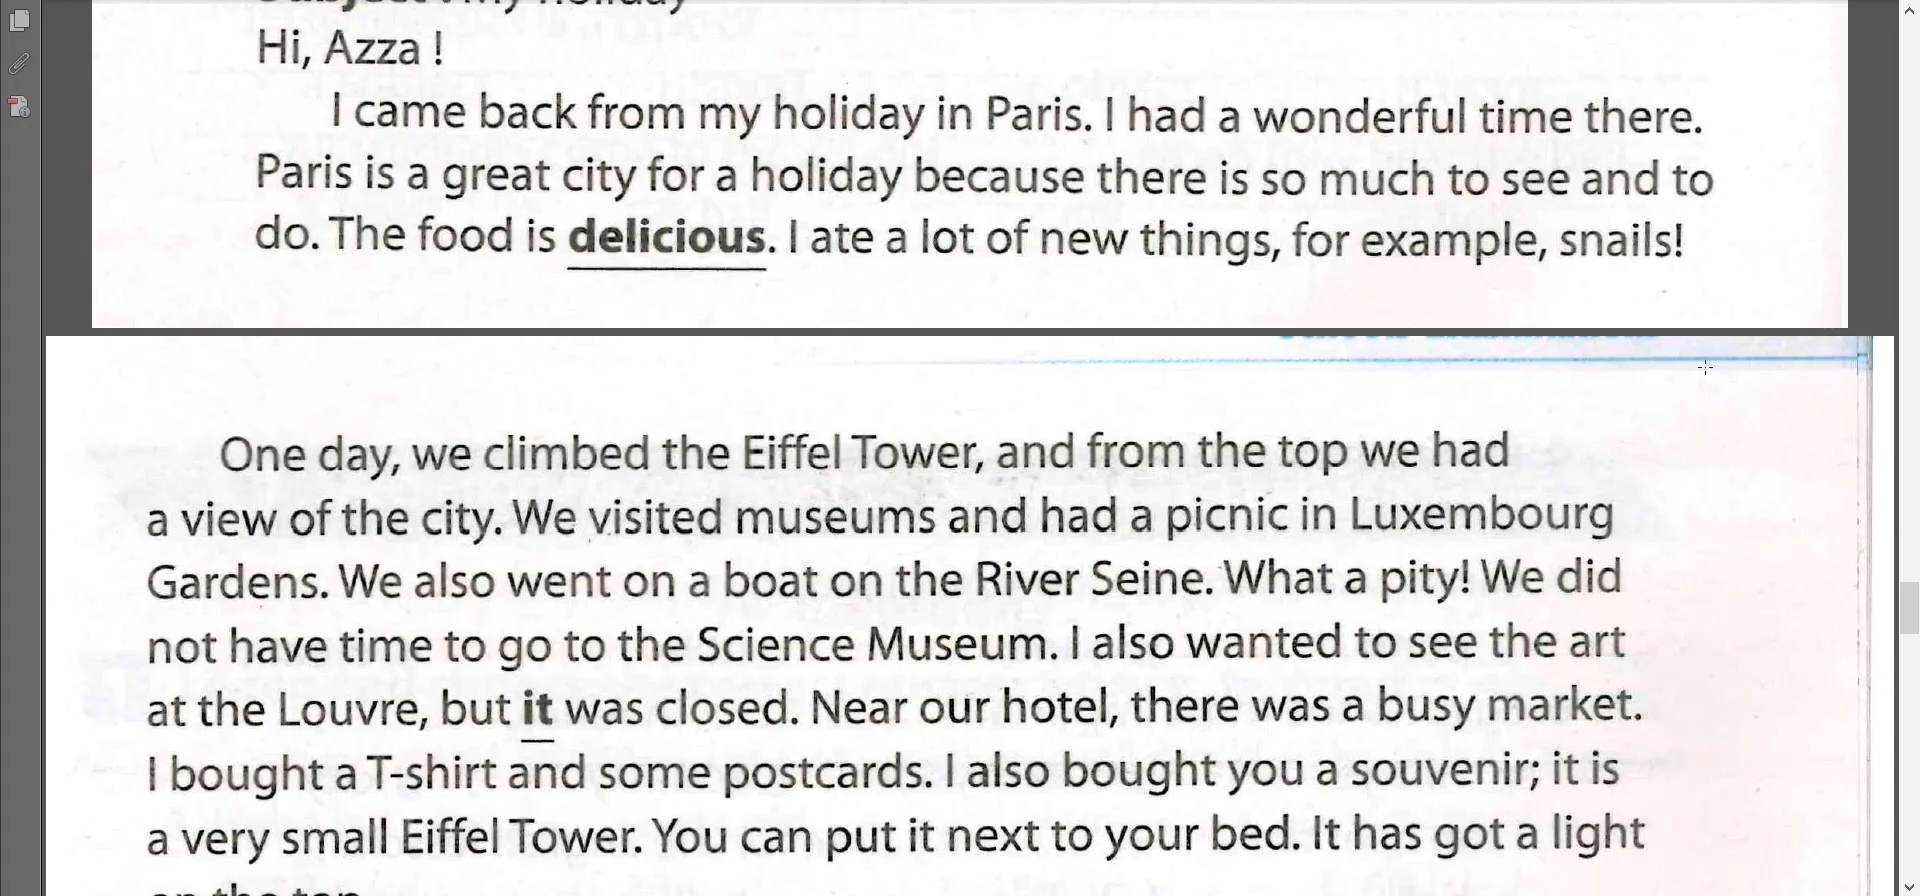 Subject : My holiday
Hi, Azza !
I came back from my holiday in Paris. I had a wonderful time there.
Paris is a great city for a holiday because there is so much to see and to
do. The food is delicious. I ate a lot of new things, for example, snails!
One day, we climbed the Eiffel Tower, and from the top we had
a view of the city. We visited museums and had a picnic in Luxembourg
Gardens. We also went on a boat on the River Seine. What a pity! We did
not have time to go to the Science Museum. I also wanted to see the art
at the Louvre, but it was closed. Near our hotel, there was a busy market.
I bought a T-shirt and some postcards. I also bought you a souvenir; it is
a very small Eiffel Tower. You can put it next to your bed. It has got a light
on the top.